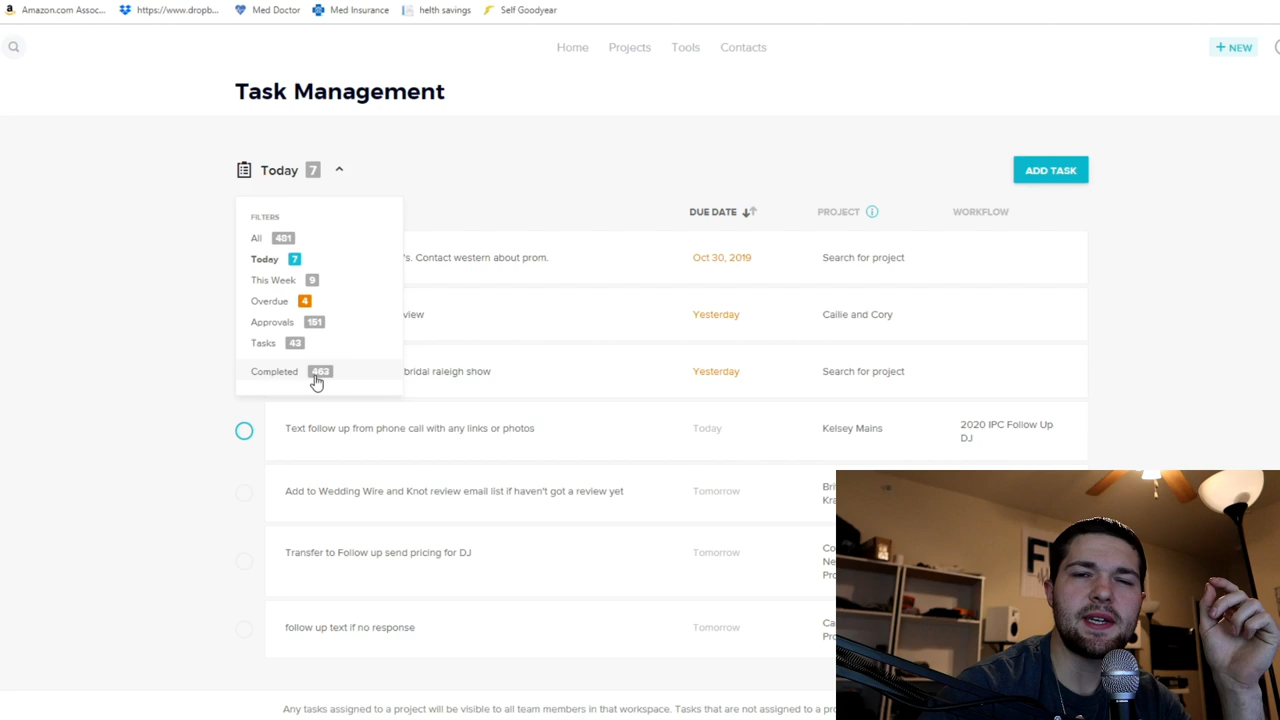 Amazon.com Assoc...
https://www.dropb...
Med Doctor
Med Insurance
helth savings
Self Goodyear
Home
Projects
Tools
Contacts
+ NEW
Task Management
Today 7
ADD TASK
FILTERS
All 481
Today 7
This Week 9
Overdue 4
Approvals 151
Tasks 43
Completed 463
DUE DATE
PROJECT
WORKFLOW
's. Contact western about prom.
Oct 30, 2019
Search for project
view
Yesterday
Cailie and Cory
bridal raleigh show
Yesterday
Search for project
Text follow up from phone call with any links or photos
Today
Kelsey Mains
2020 IPC Follow Up
DJ
Add to Wedding Wire and Knot review email list if haven't got a review yet
Tomorrow
Transfer to Follow up send pricing for DJ
Tomorrow
follow up text if no response
Tomorrow
Any tasks assigned to a project will be visible to all team members in that workspace. Tasks that are not assigned to a pro